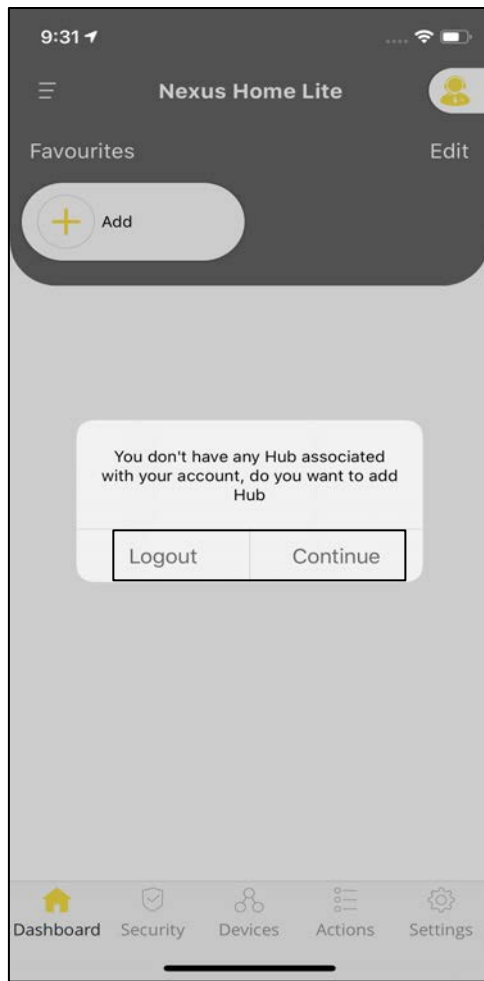 9:31
Nexus Home Lite
Favourites Edit
Add
You don't have any Hub associated
with your account, do you want to add
Hub
Logout Continue
Dashboard Security Devices Actions Settings